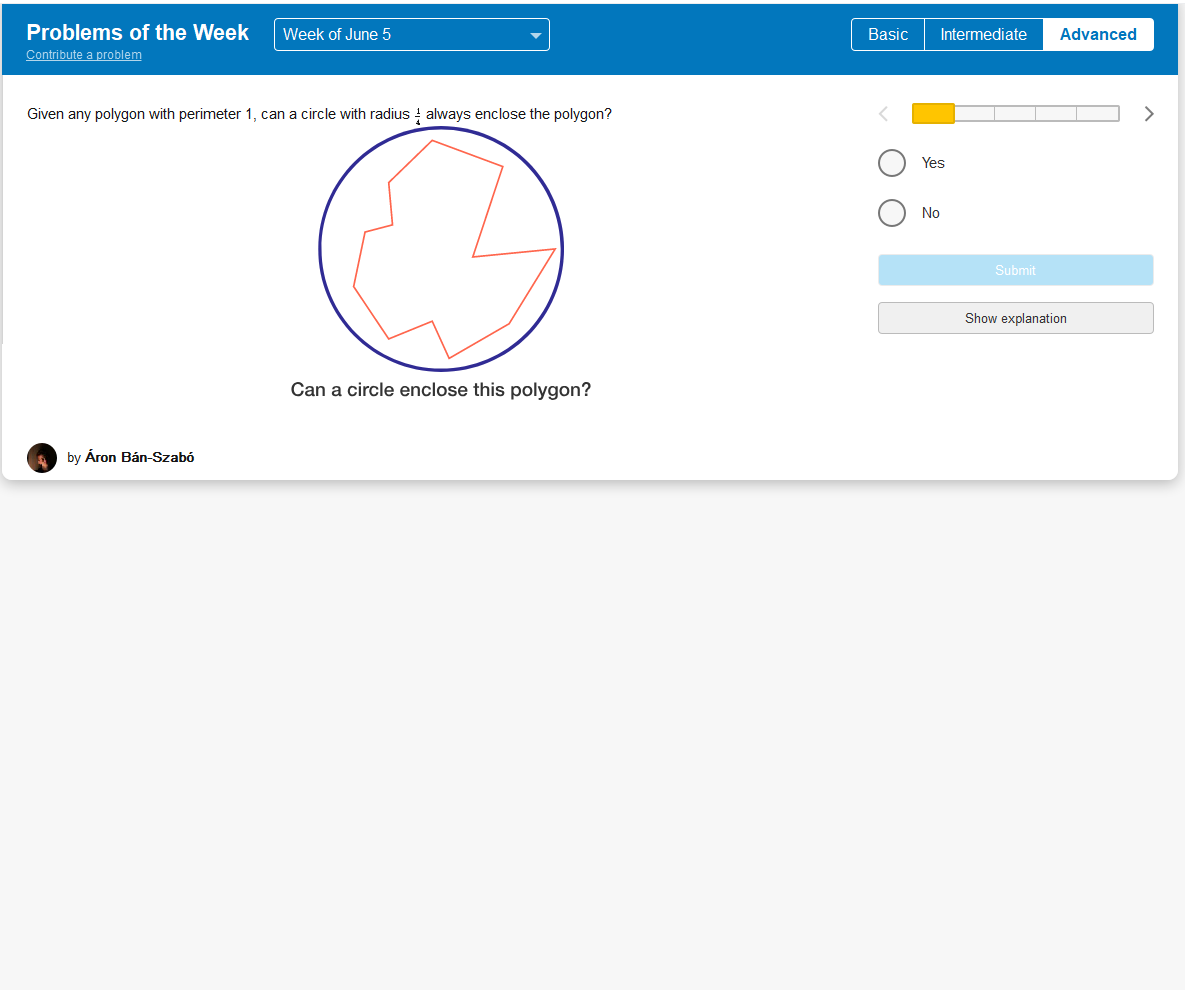 Problems of the Week
Contribute a problem
Week of June 5
Basic
Intermediate
Advanced
Given any polygon with perimeter 1, can a circle with radius 1/4 always enclose the polygon?
Yes
No
Submit
Show explanation
Can a circle enclose this polygon?
by Áron Bán-Szabó